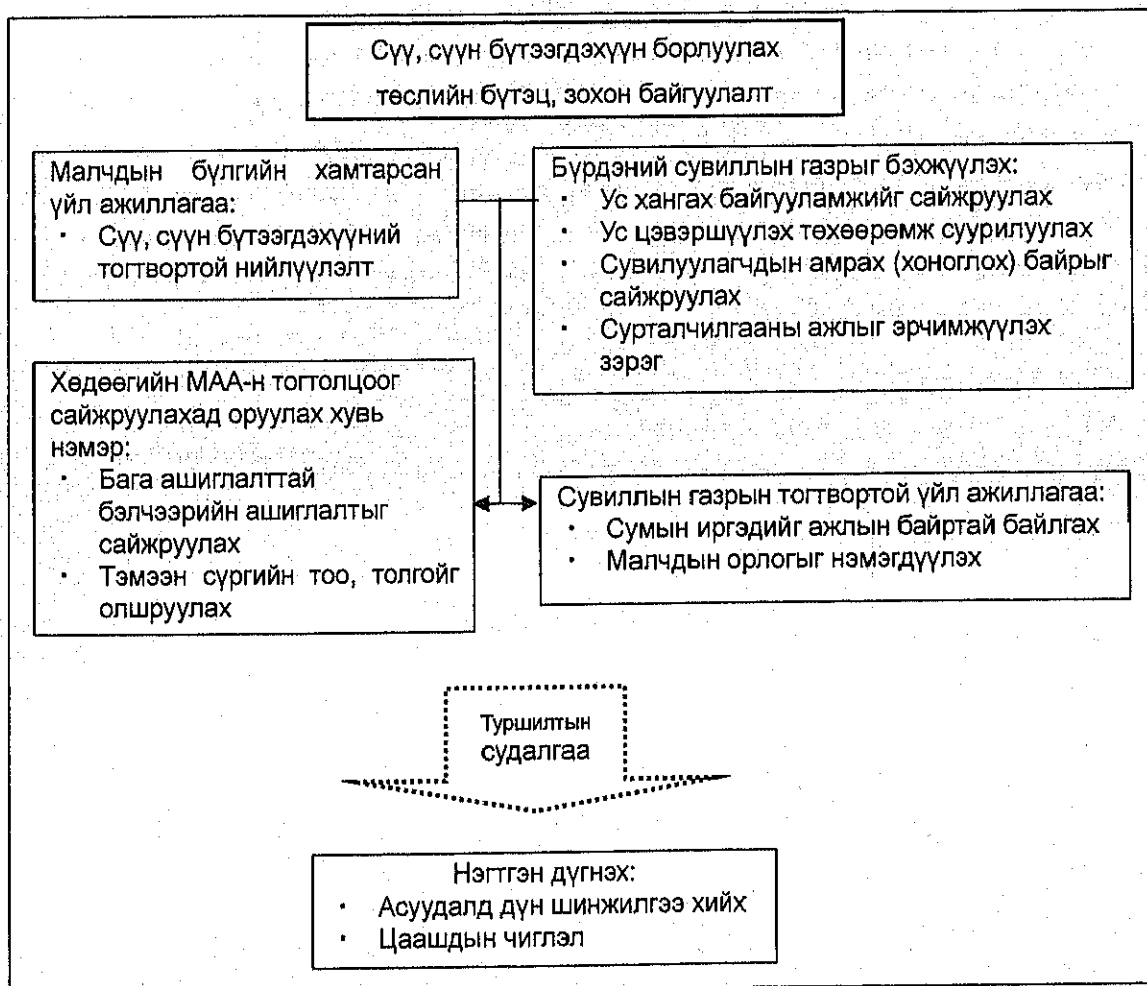 Сүү, сүүн бүтээгдэхүүн борлуулах
төслийн бүтэц, зохон байгуулалт
Малчдын бүлгийн хамтарсан
үйл ажиллагаа:
· Сүү, сүүн бүтээгдэхүүний
тогтвортой нийлүүлэлт
Бүрдэний сувиллын газрыг бэхжүүлэх:
· Ус хангах байгууламжийг сайжруулах
· Ус цэвэршүүлэх төхөөрөмж суурилуулах
· Сувилуулагчдын амрах (хоноглох) байрыг
сайжруулах
· Сурталчилгааны ажлыг эрчимжүүлэх
зэрэг
Хөдөөгийн МАА-н тогтолцоог
сайжруулахад оруулах хувь
нэмэр:
· Бага ашиглалттай
бэлчээрийн ашиглалтыг
сайжруулах
· Тэмээн сүргийн тоо, толгойг
олшруулах
Сувиллын газрын тогтвортой үйл ажиллагаа:
· Сумын иргэдийг ажлын байртай байлгах
· Малчдын орлогыг нэмэгдүүлэх
Туршилтын
судалгаа
Нэгтгэн дүгнэх:
· Асуудалд дүн шинжилгээ хийх
· Цаашдын чиглэл